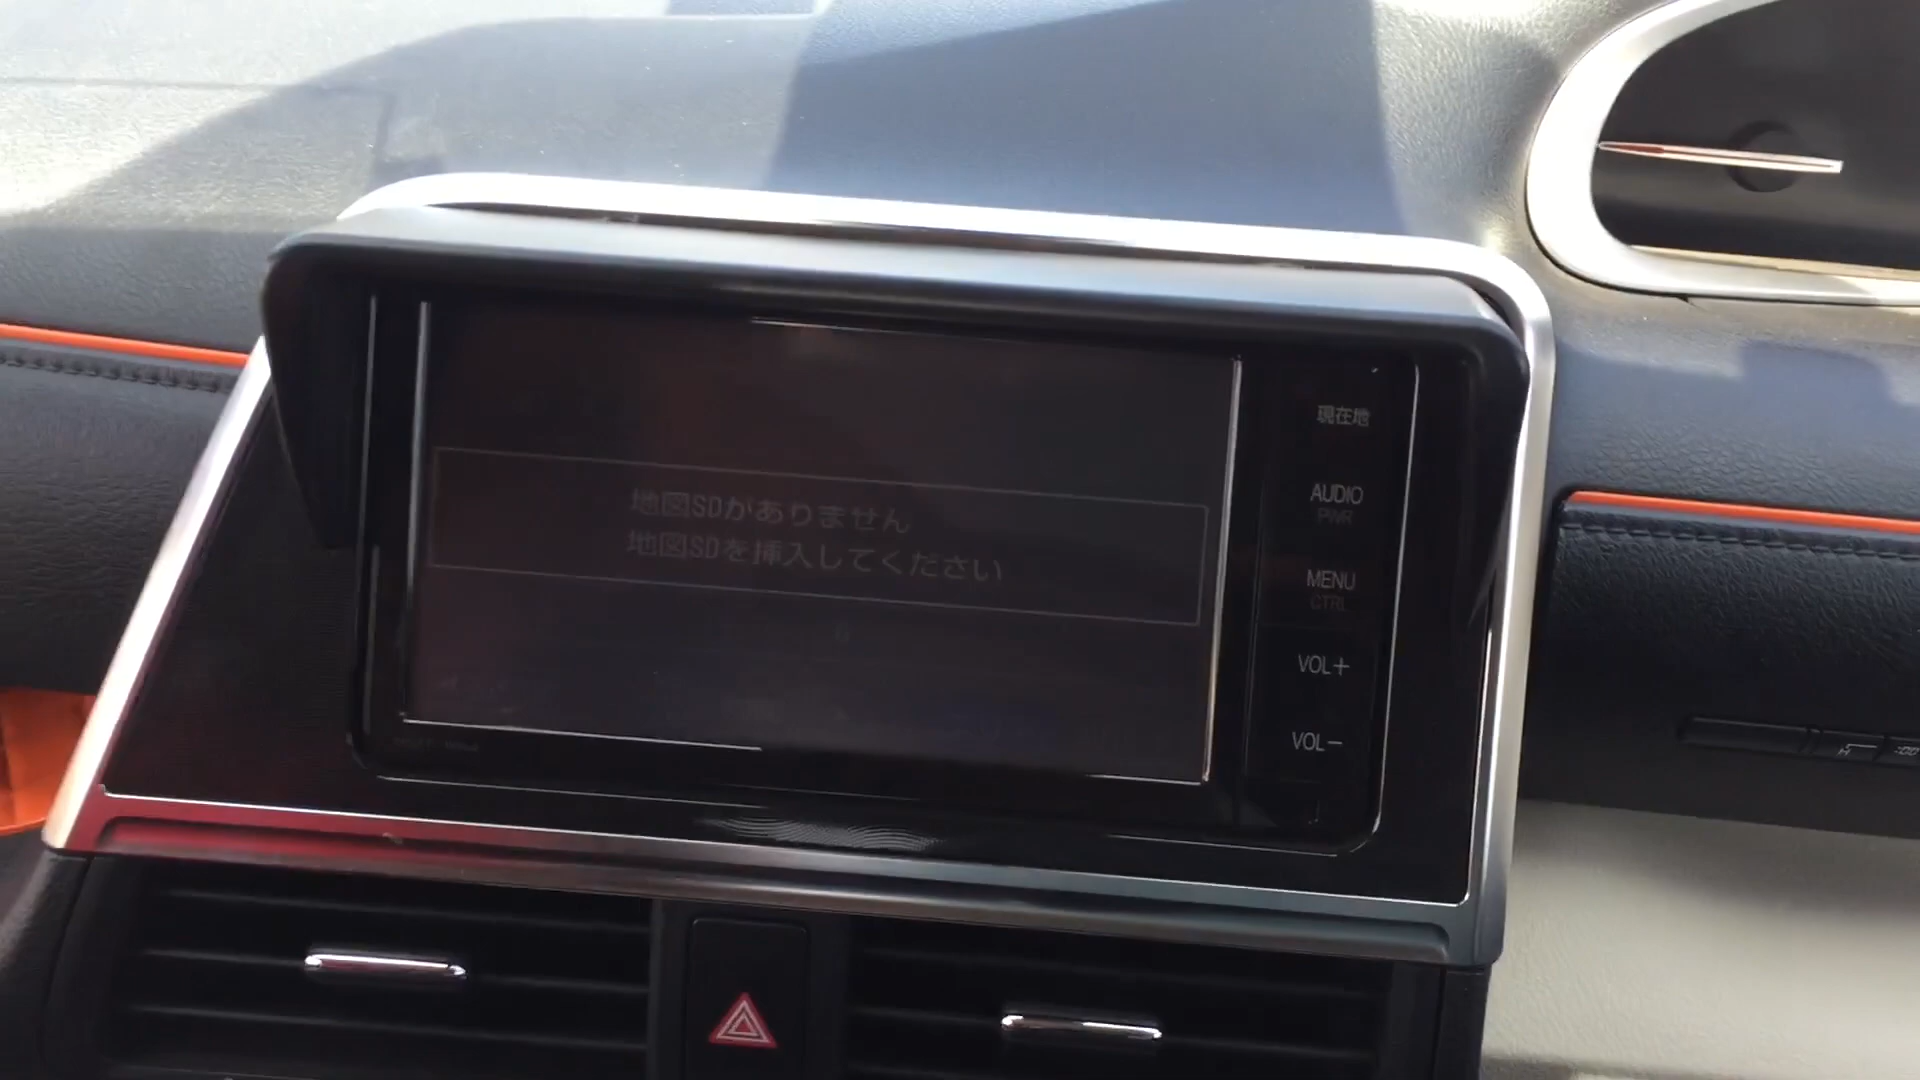 地図SDがありません
地図SDを挿入してください
現在地
AUDIO
PWR
MENU
CTRL
VOL+
VOL-